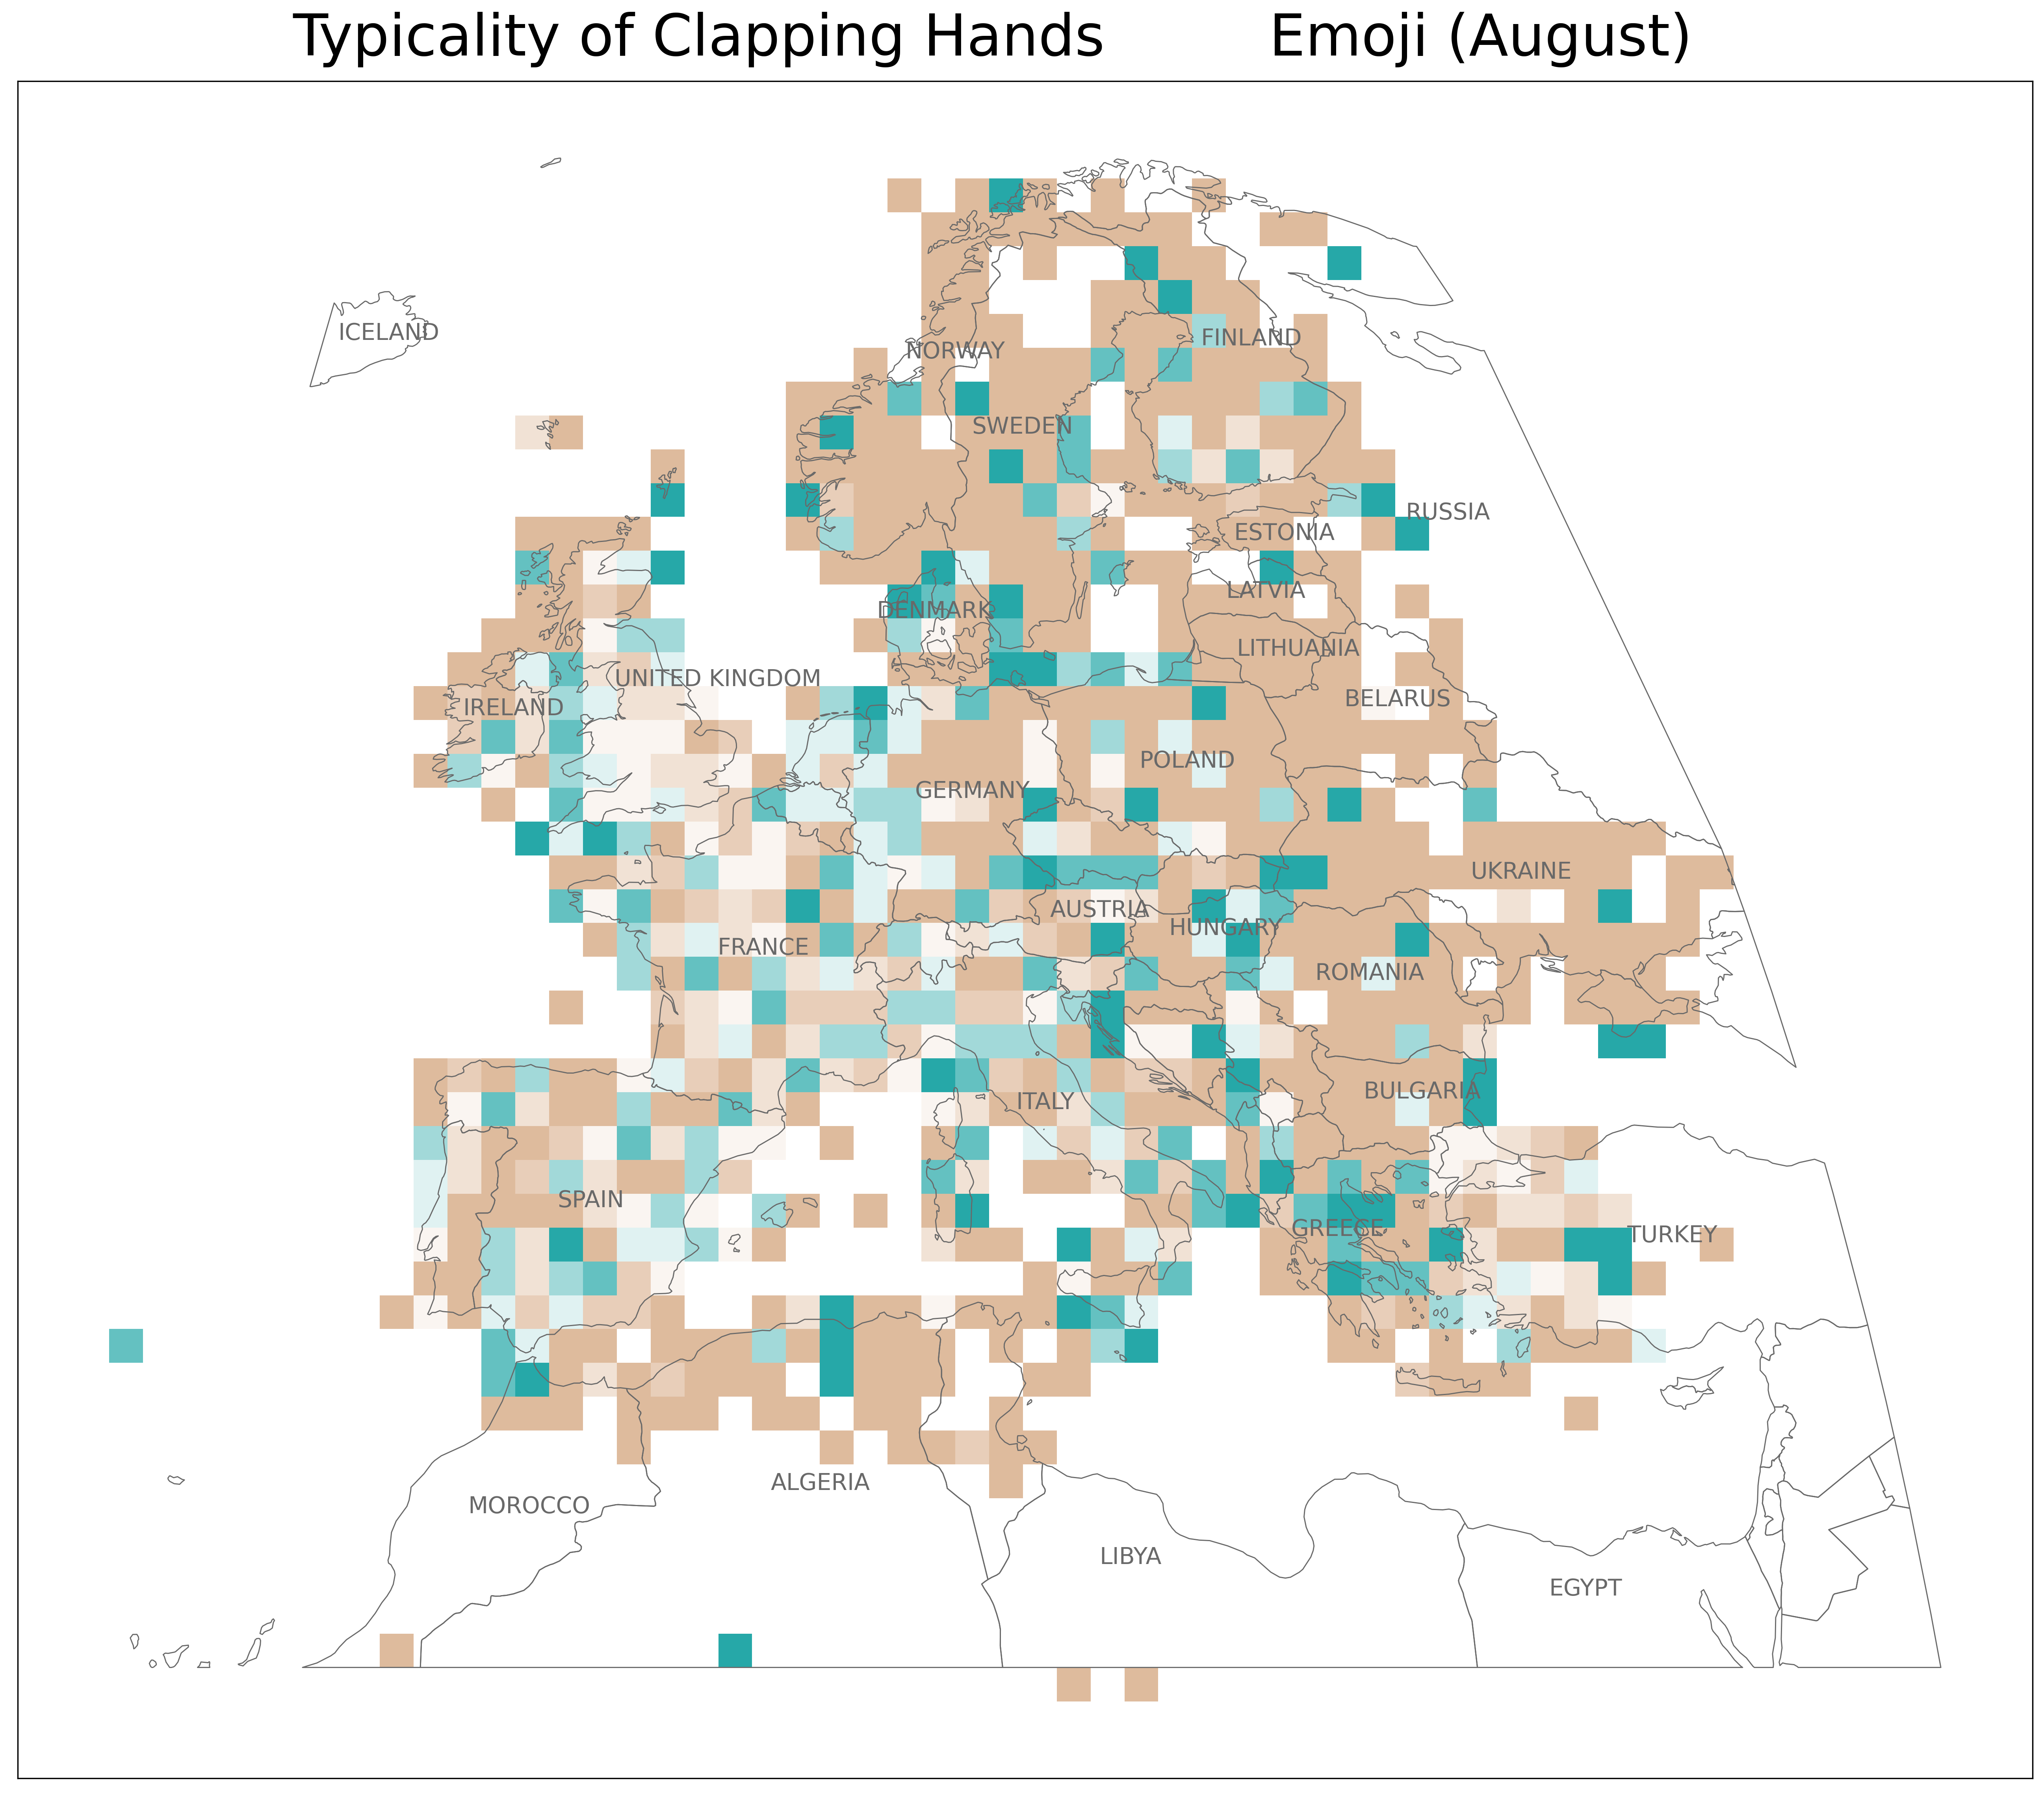 Typicality of Clapping Hands Emoji (August)
ICELAND
NORWAY
FINLAND
SWEDEN
RUSSIA
ESTONIA
LATVIA
DENMARK
LITHUANIA
UNITED KINGDOM
BELARUS
IRELAND
POLAND
GERMANY
UKRAINE
AUSTRIA
HUNGARY
FRANCE
ROMANIA
BULGARIA
ITALY
SPAIN
GREECE
TURKEY
ALGERIA
MOROCCO
LIBYA
EGYPT